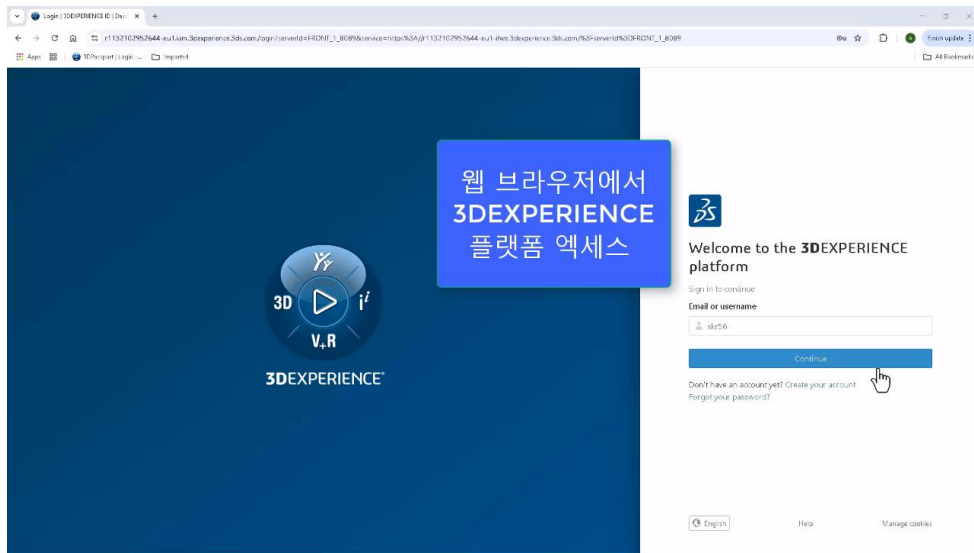 Login | 3DEXPERIENCE ID | Dass
Finish update
Apps
3DPassport | Login - ...
Imported
All Bookmarks
웹 브라우저에서
3DEXPERIENCE
플랫폼 엑세스
3D
V+R
3DEXPERIENCE
Welcome to the 3DEXPERIENCE
platform
Sign in to continue
Email or username
skr56
Continue
Don't have an account yet? Create your account
Forgot your password?
English
Help
Manage cookies